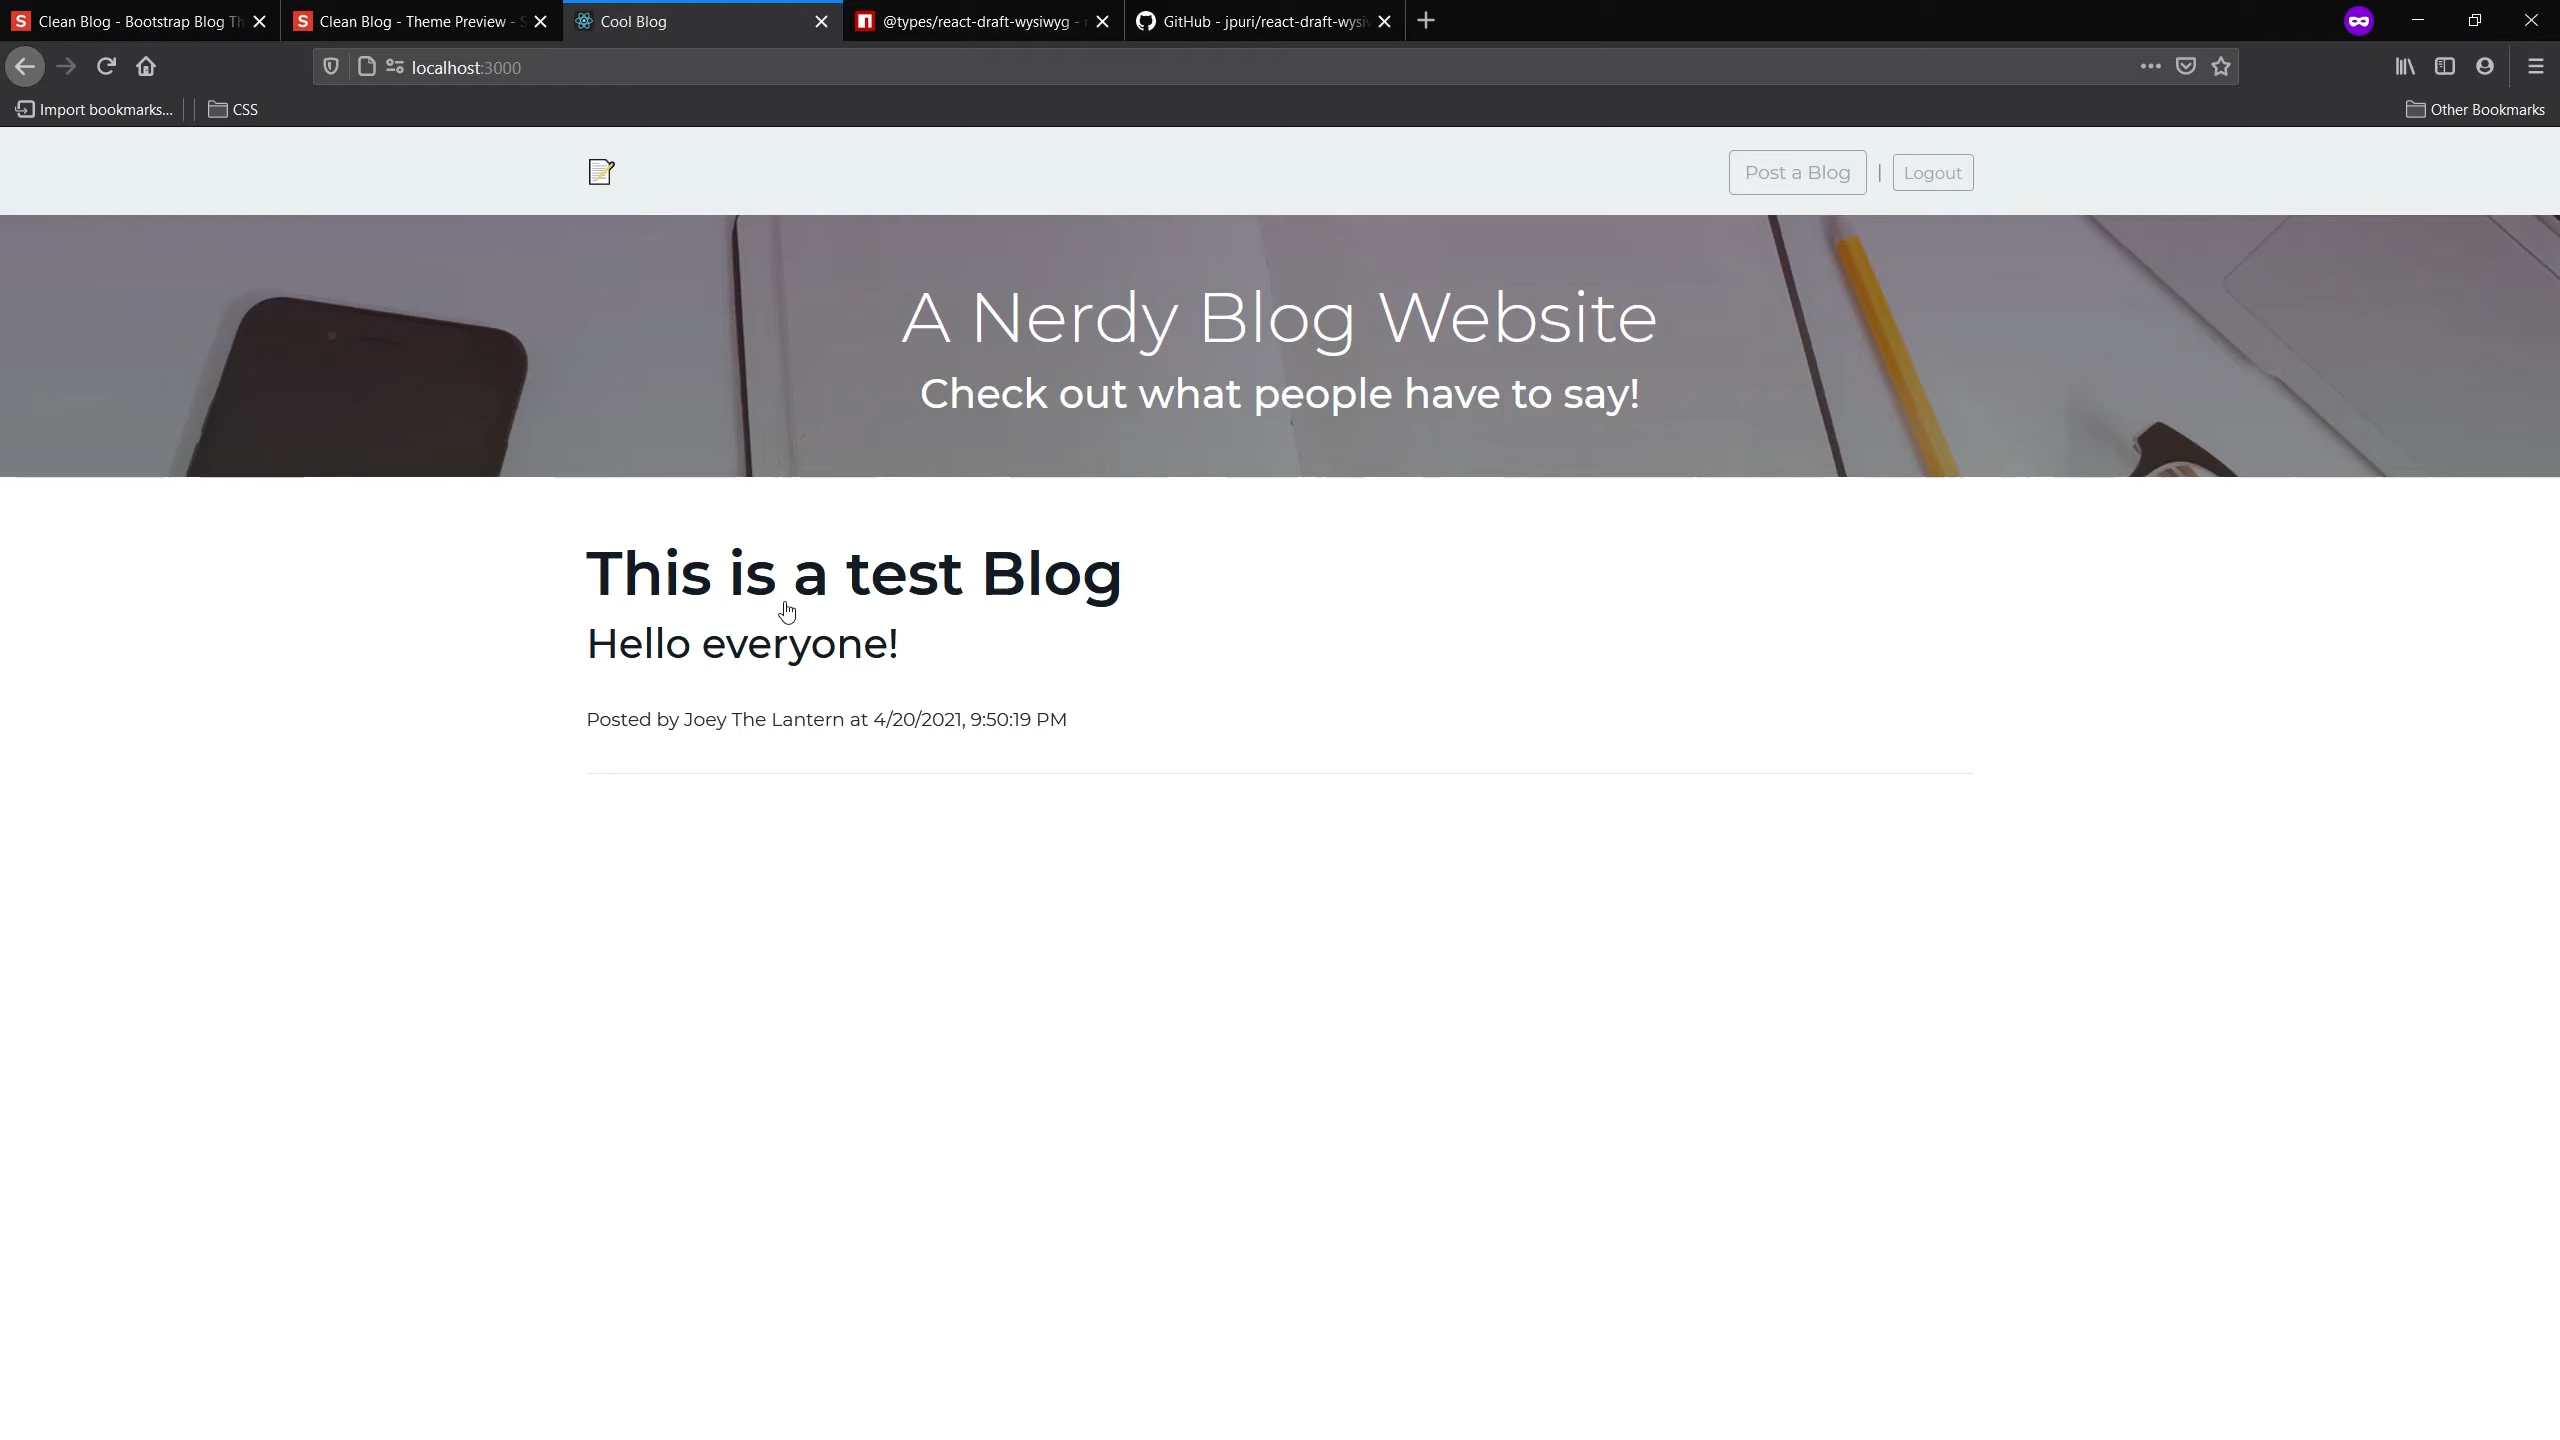 Clean Blog - Bootstrap Blog Th
Clean Blog - Theme Preview - S
Cool Blog
@types/react-draft-wysiwyg -
GitHub - jpuri/react-draft-wysi
localhost:3000
Import bookmarks...
CSS
Other Bookmarks
Post a Blog | Logout
A Nerdy Blog Website
Check out what people have to say!
This is a test Blog
Hello everyone!
Posted by Joey The Lantern at 4/20/2021, 9:50:19 PM